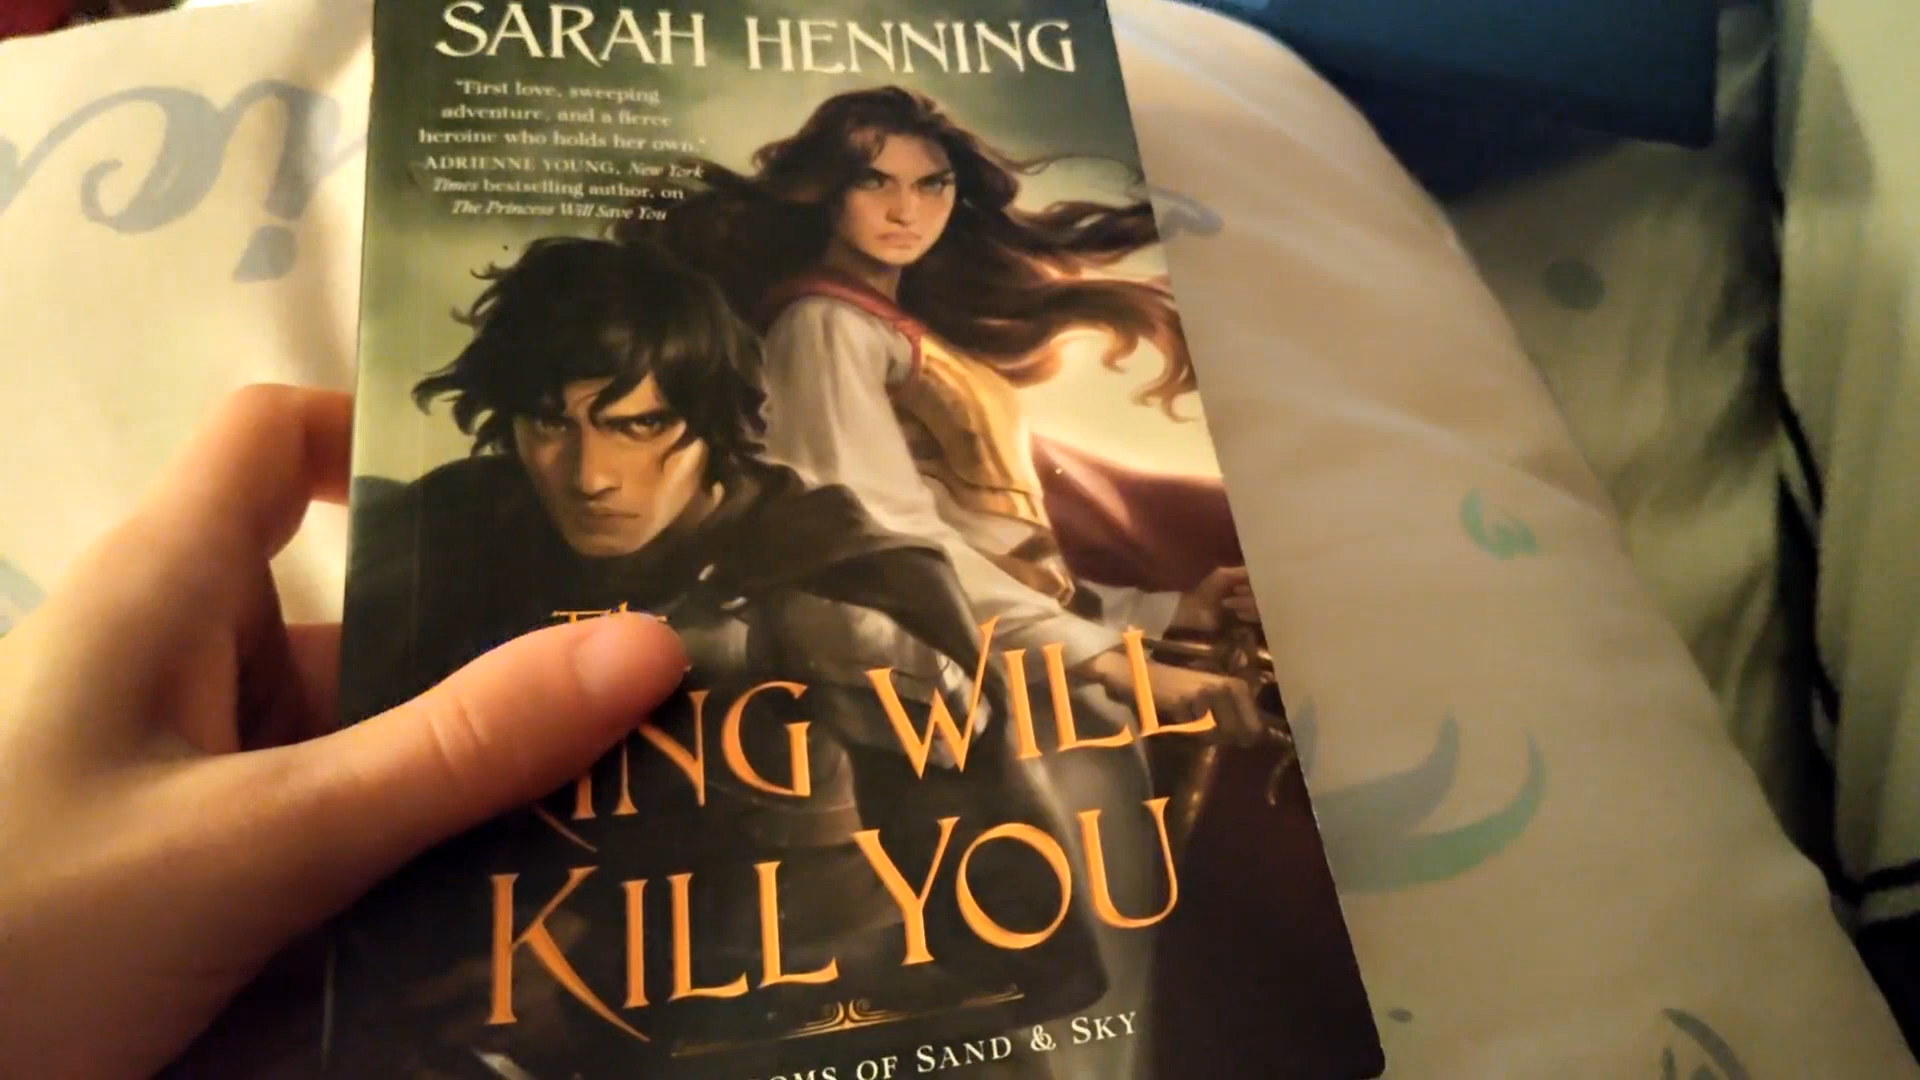 SARAH HENNING
"First love, sweeping
adventure, and a fierce
heroine who holds her own."
ADRIENNE YOUNG, New York
Times bestselling author, on
The Princess Will Save You
ING WILL
KILL YOU
OMS OF SAND & SKY